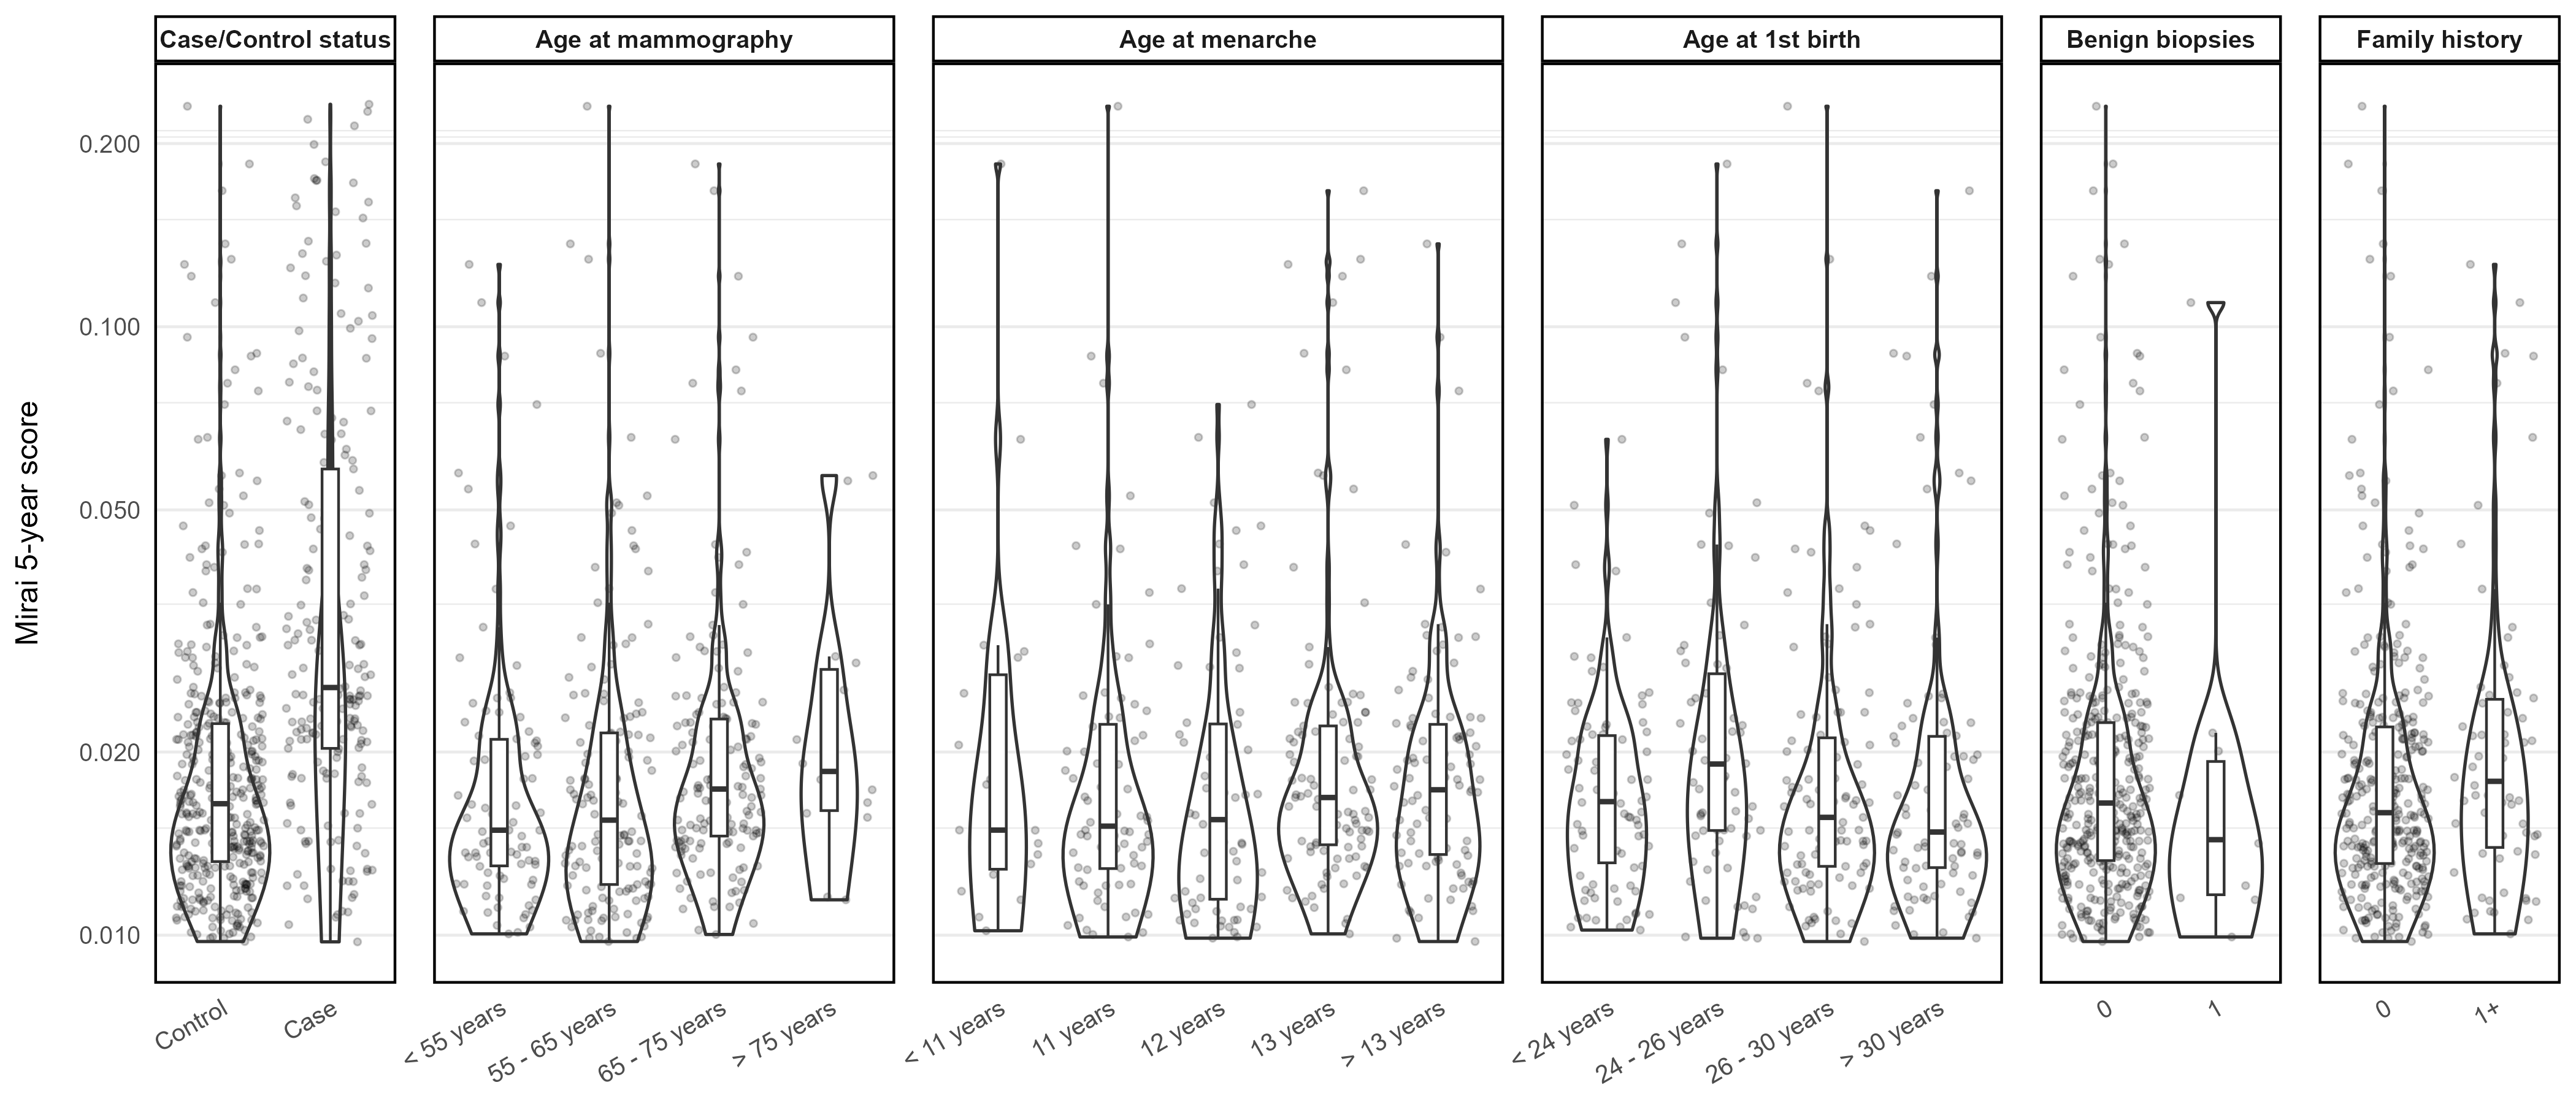 Case/Control status
Age at mammography
Age at menarche
Age at 1st birth
Benign biopsies
Family history
Mirai 5-year score
0.200
0.100
0.050
0.020
0.010
Control
Case
< 55 years
55 - 65 years
65 - 75 years
> 75 years
< 11 years
11 years
12 years
13 years
> 13 years
< 24 years
24 - 26 years
26 - 30 years
> 30 years
0
1
0
1+